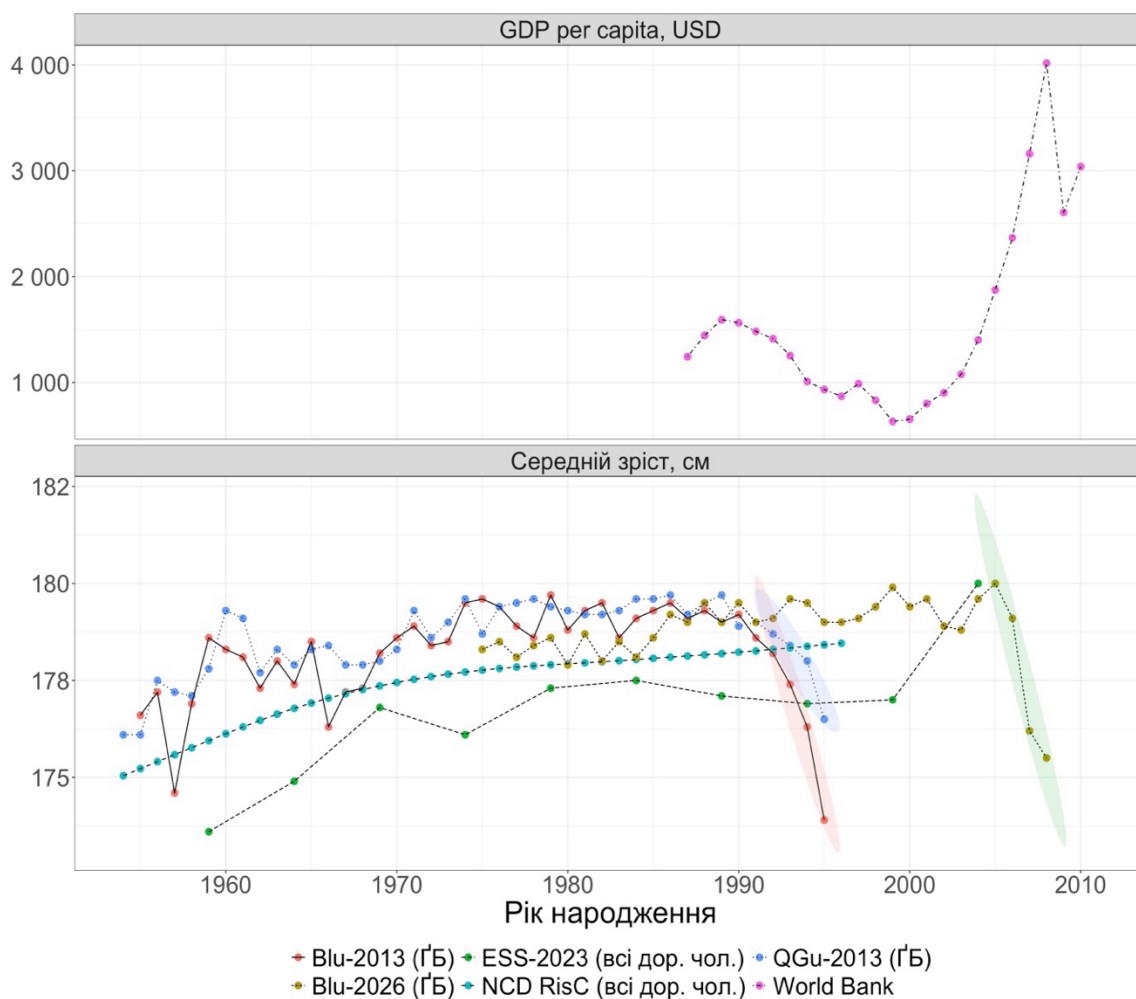 GDP per capita, USD
4 000
3 000
2 000
1 000
Середній зріст, см
182
180
178
175
1960 1970 1980 1990 2000 2010
Рік народження
Blu-2013 (ҐБ) ESS-2023 (всі дор. чол.) QGu-2013 (ҐБ)
Blu-2026 (ҐБ) NCD RisC (всі дор. чол.) World Bank